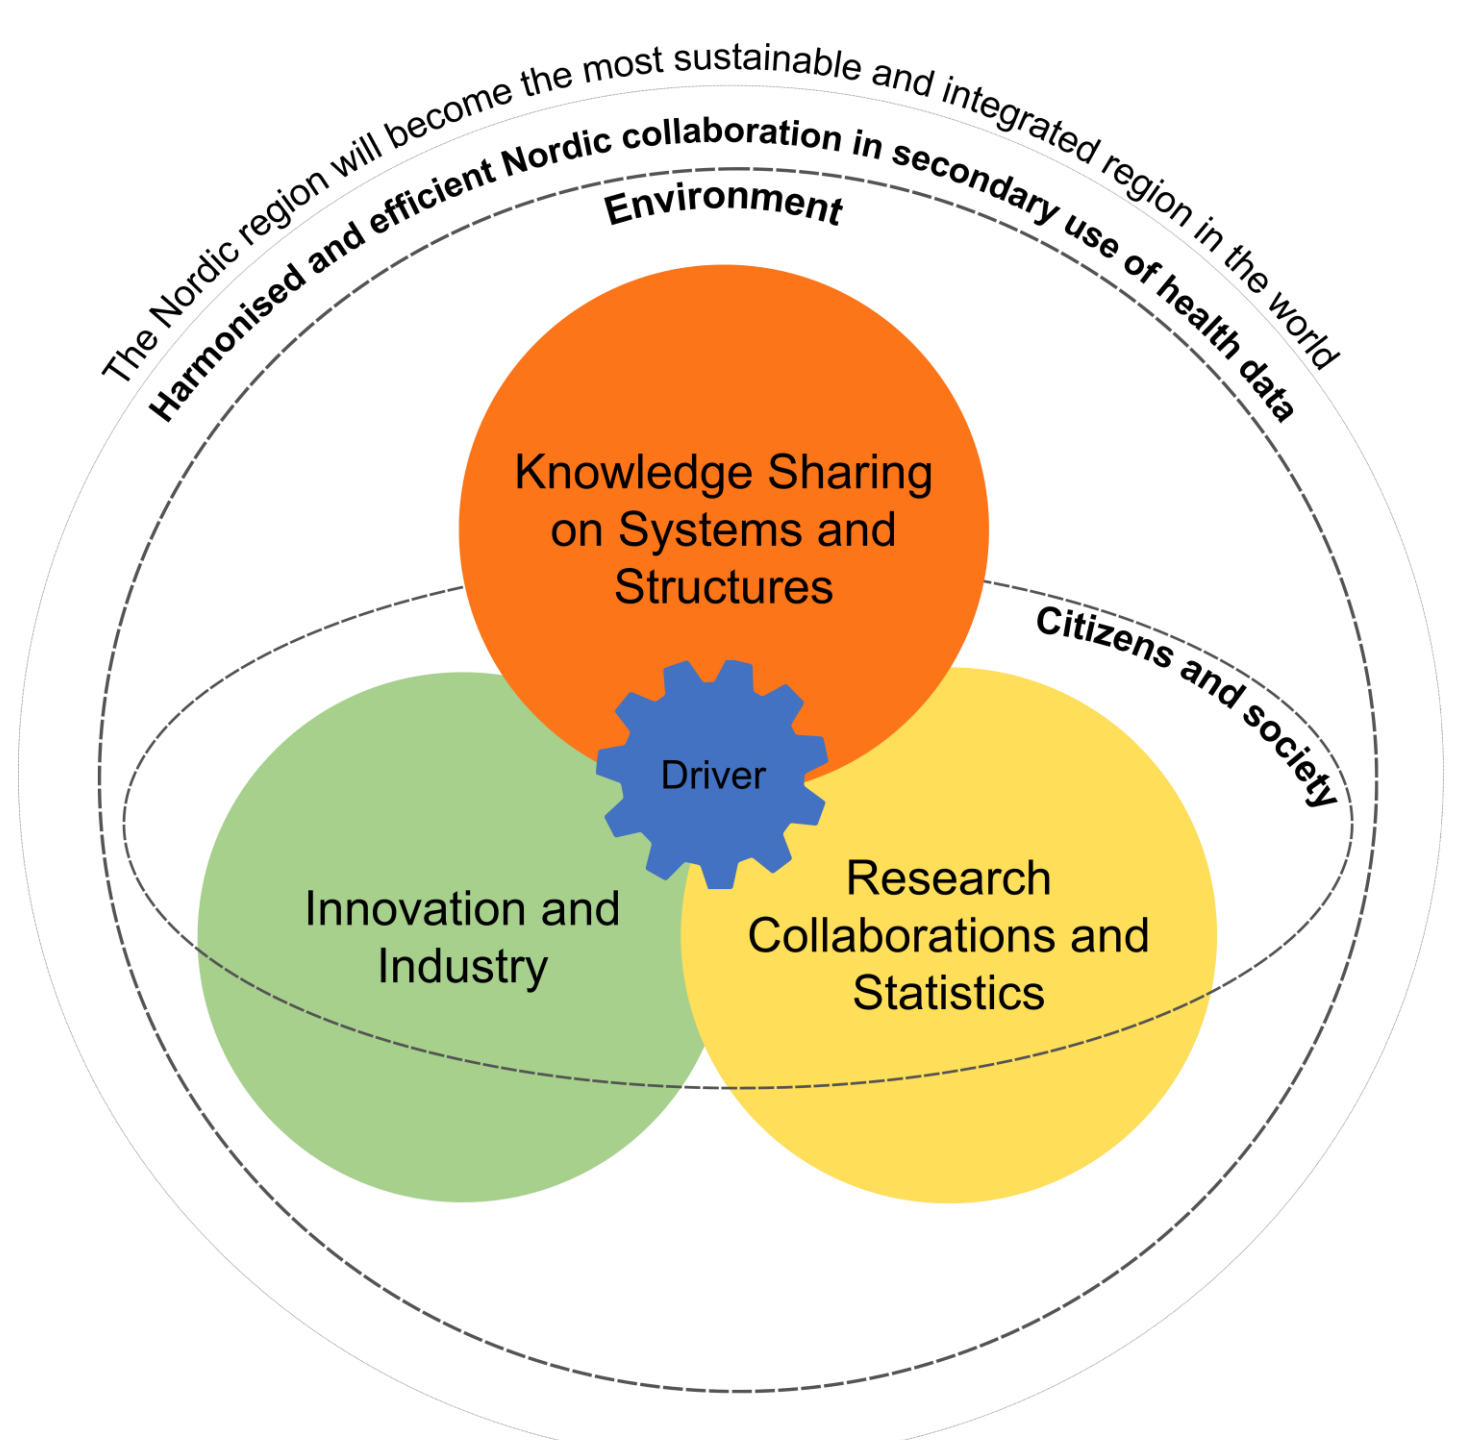 The Nordic region will become the most sustainable and integrated region in the world
Harmonised and efficient Nordic collaboration in secondary use of health data
Environment
Knowledge Sharing
on Systems and
Structures
Citizens and society
Driver
Innovation and
Industry
Research
Collaborations and
Statistics